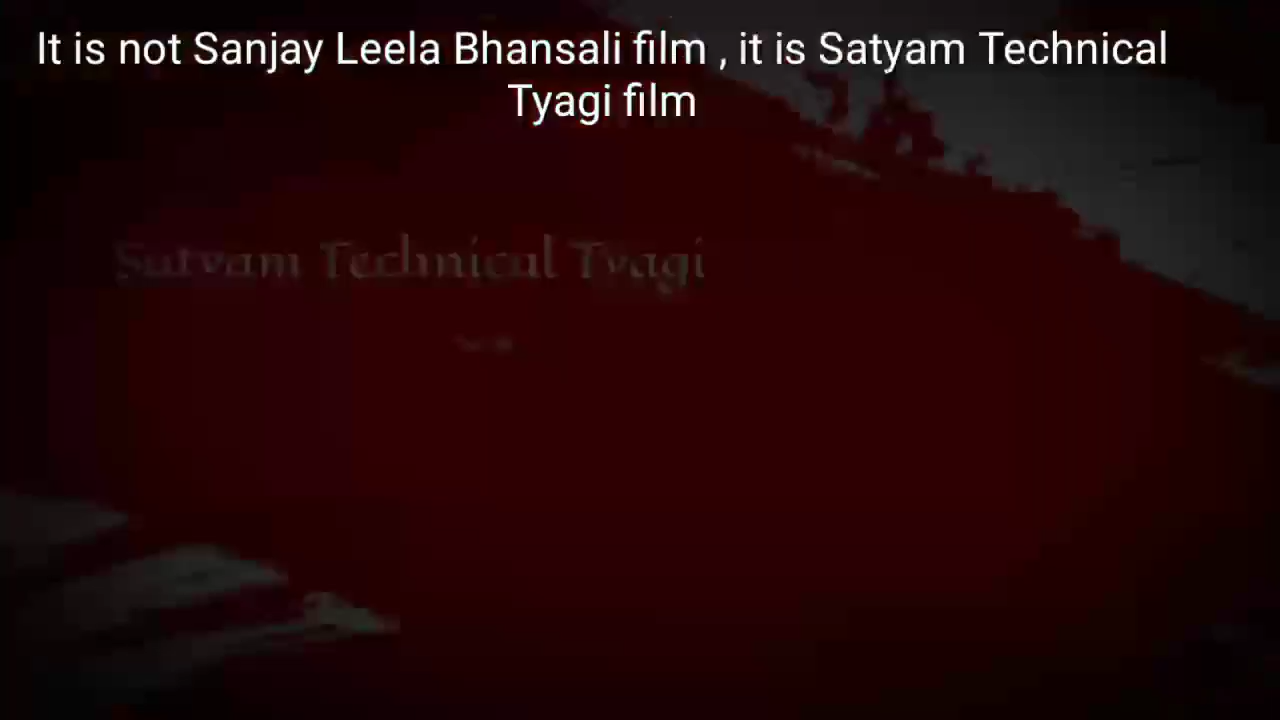 It is not Sanjay Leela Bhansali film , it is Satyam Technical
Tyagi film
Satyam Technical Tyagi